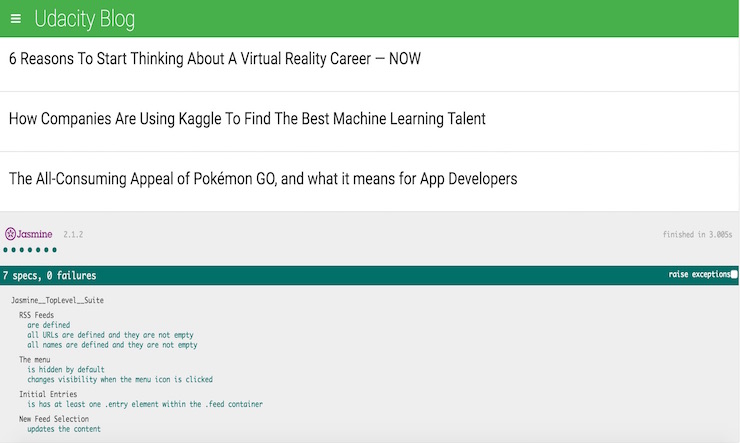 Udacity Blog
6 Reasons To Start Thinking About A Virtual Reality Career — NOW
How Companies Are Using Kaggle To Find The Best Machine Learning Talent
The All-Consuming Appeal of Pokémon GO, and what it means for App Developers
Jasmine 2.1.2 finished in 3.005s
7 specs, 0 failures raise exceptions
Jasmine__TopLevel__Suite
RSS Feeds
are defined
all URLs are defined and they are not empty
all names are defined and they are not empty
The menu
is hidden by default
changes visibility when the menu icon is clicked
Initial Entries
is has at least one .entry element within the .feed container
New Feed Selection
updates the content